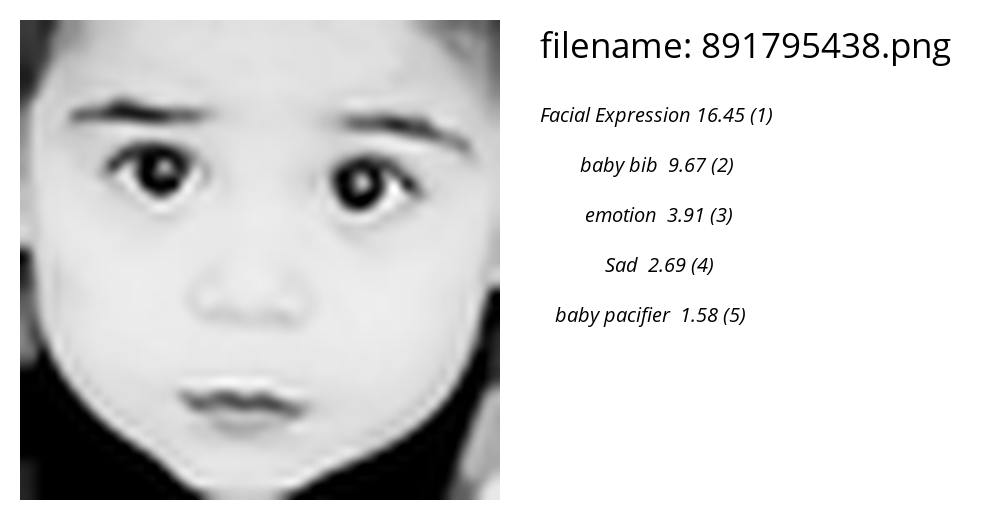 filename: 891795438.png
Facial Expression 16.45 (1)
baby bib 9.67 (2)
emotion 3.91 (3)
Sad 2.69 (4)
baby pacifier 1.58 (5)